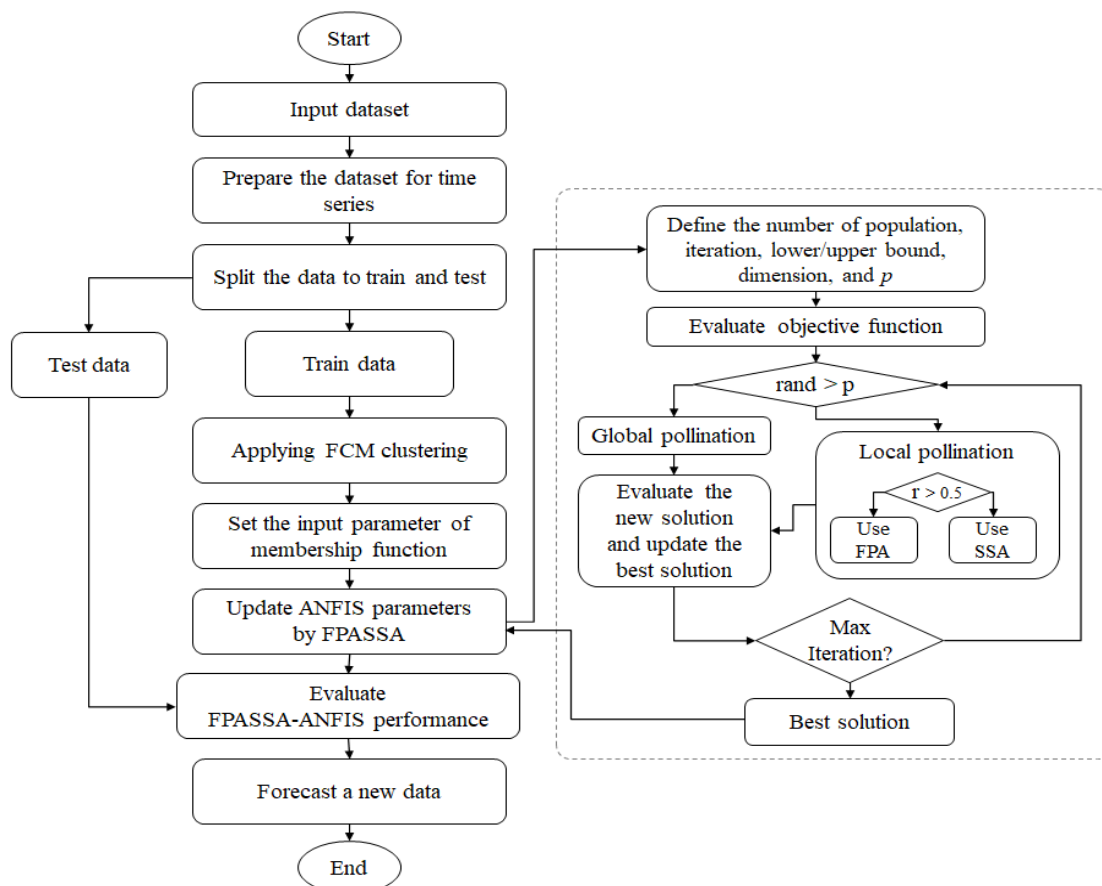 Start
Input dataset
Prepare the dataset for time
series
Split the data to train and test
Test data
Train data
Applying FCM clustering
Set the input parameter of
membership function
Update ANFIS parameters
by FPASSA
Evaluate
FPASSA-ANFIS performance
Forecast a new data
End
Define the number of population,
iteration, lower/upper bound,
dimension, and p
Evaluate objective function
rand > p
Global pollination
Local pollination
r > 0.5
Use
FPA
Use
SSA
Evaluate the
new solution
and update the
best solution
Max
Iteration?
Best solution